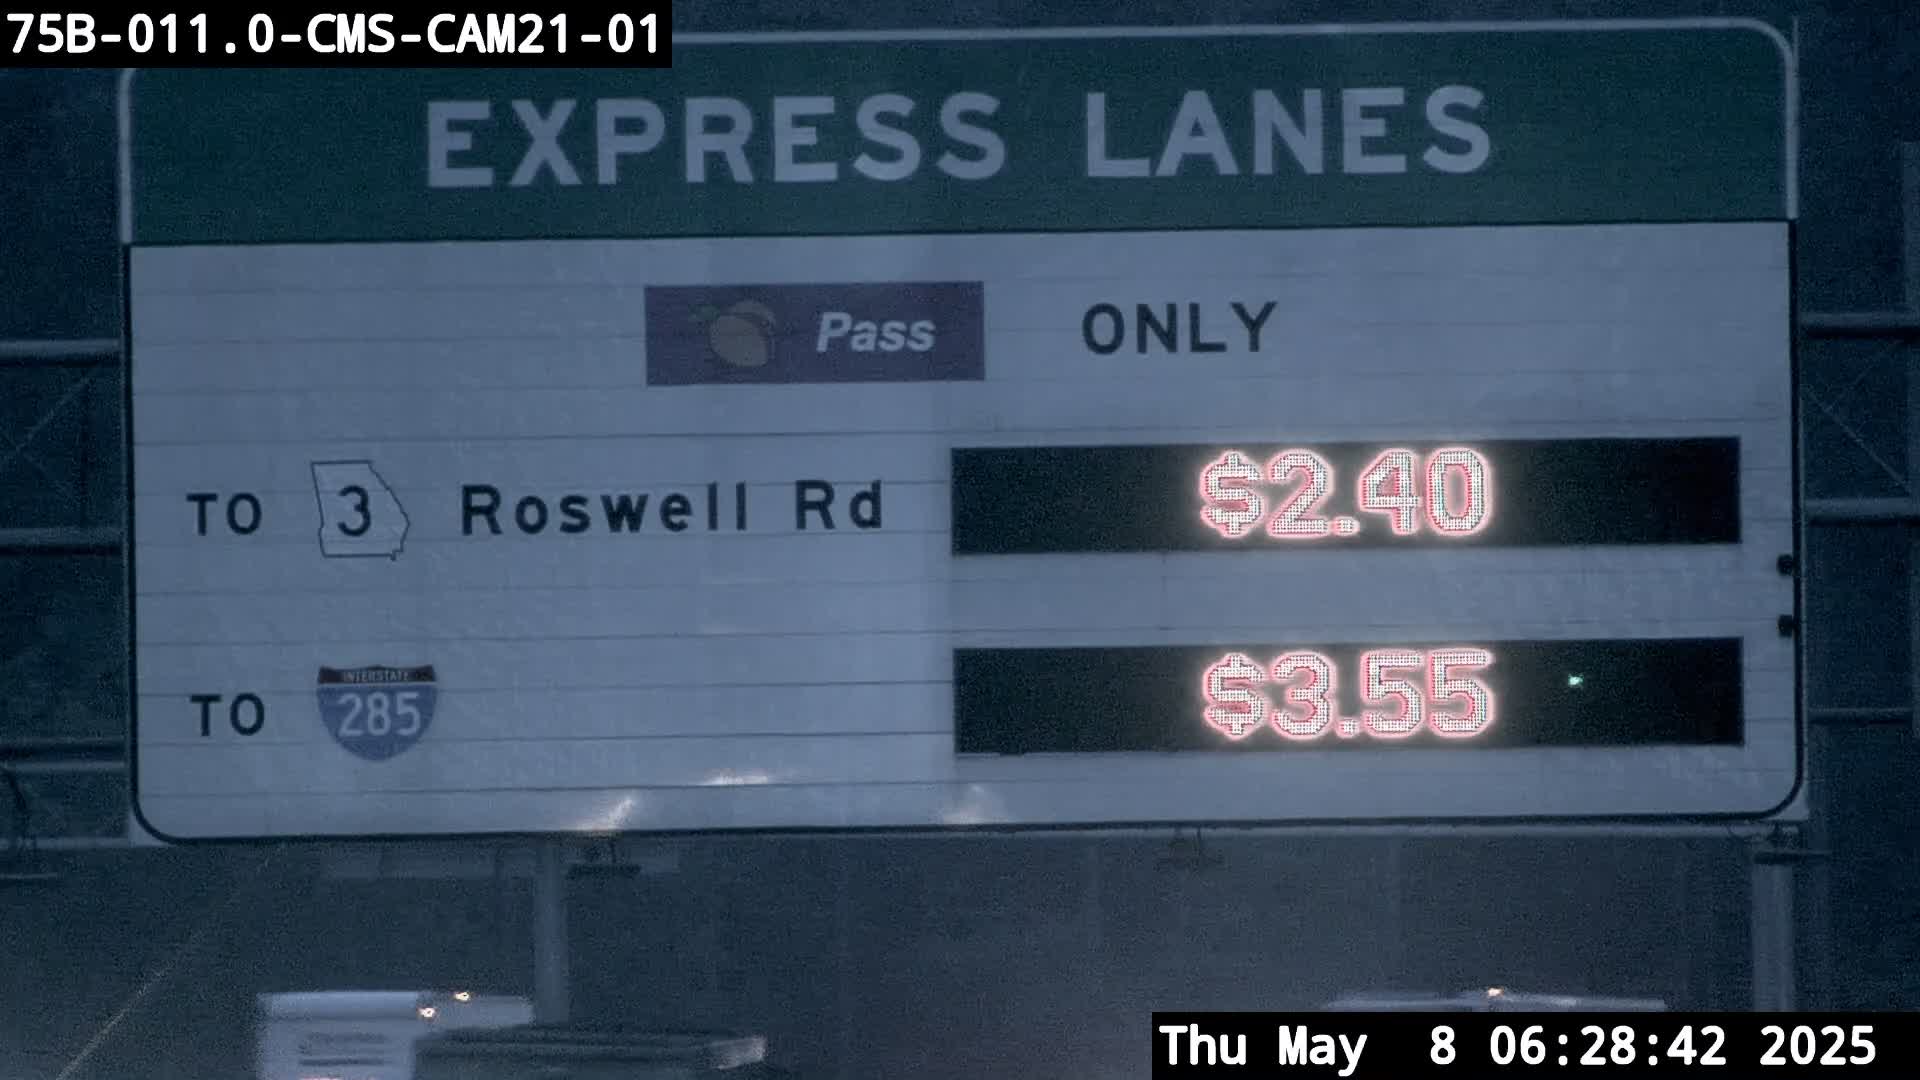 75B-011.0-CMS-CAM21-01
EXPRESS LANES
Pass ONLY
TO 3 Roswell Rd $2.40
INTERSTATE
TO 285 $3.55
Thu May 8 06:28:42 2025